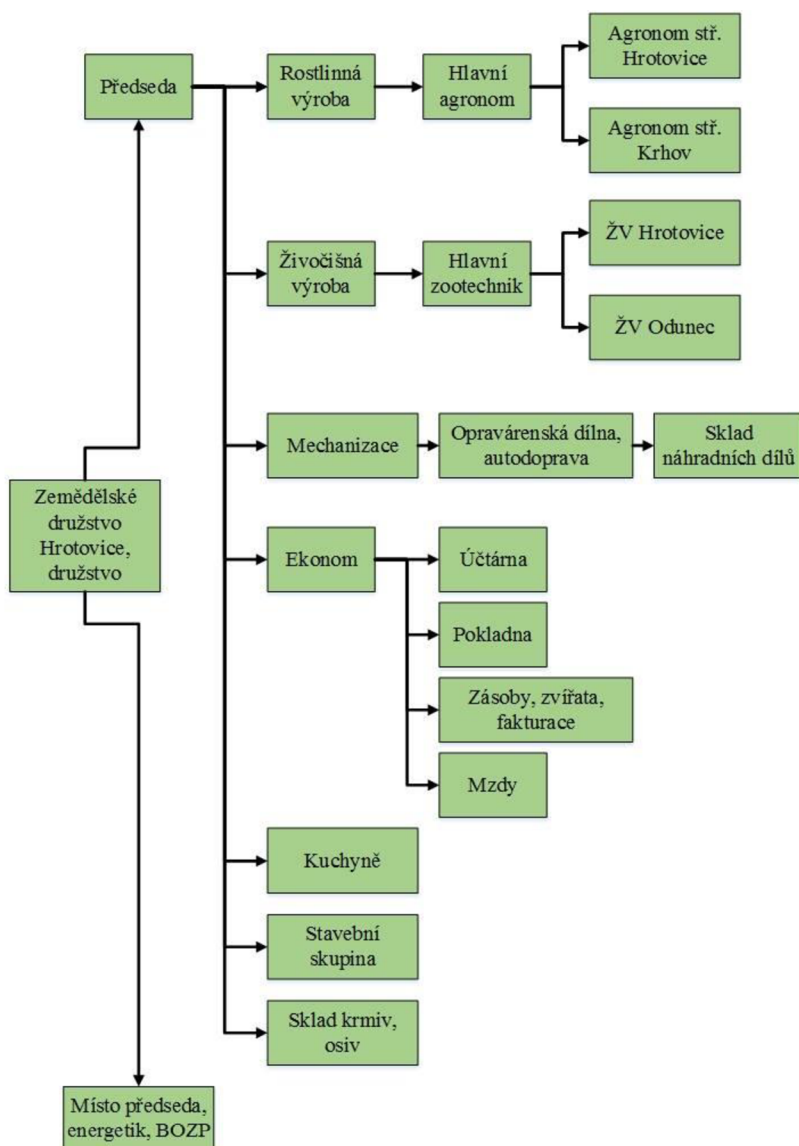 Předseda
Rostlinná
výroba
Hlavní
agronom
Agronom stř.
Hrotovice
Agronom stř.
Krhov
Živočišná
výroba
Hlavní
zootechnik
ŽV Hrotovice
ŽV Odunec
Mechanizace
Opravárenská dílna,
autodoprava
Sklad
náhradních dílů
Zemědělské
družstvo
Hrotovice,
družstvo
Ekonom
Účtárna
Pokladna
Zásoby, zvířata,
fakturace
Mzdy
Kuchyně
Stavební
skupina
Sklad krmiv,
osiv
Místo předseda,
energetik, BOZP